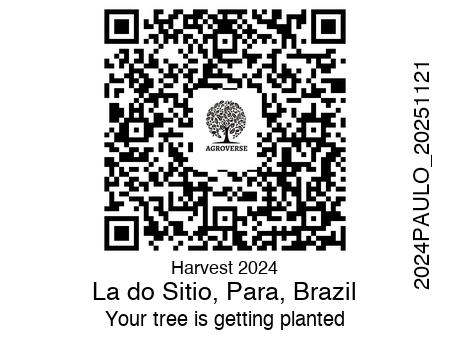 AGROVERSE
Harvest 2024
La do Sitio, Para, Brazil
Your tree is getting planted
2024PAULO_20251121